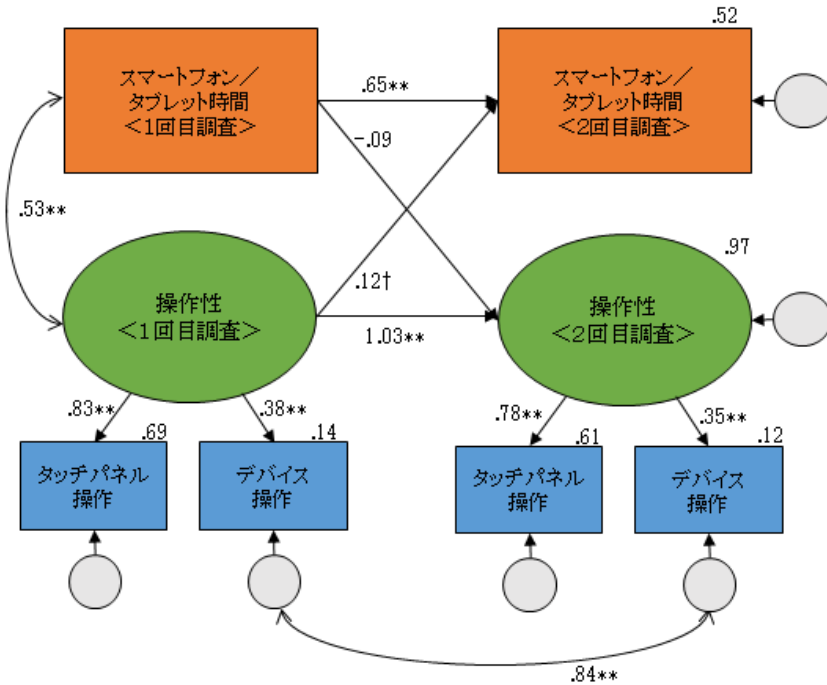 .52
スマートフォン／
タブレット時間
<1回目調査>
スマートフォン／
タブレット時間
<2回目調査>
.65**
-.09
.53**
.97
操作性
<1回目調査>
.12†
操作性
<2回目調査>
1.03**
.83**
.38**
.78**
.35**
.69
.14
.61
.12
タッチパネル
操作
デバイス
操作
タッチパネル
操作
デバイス
操作
.84**